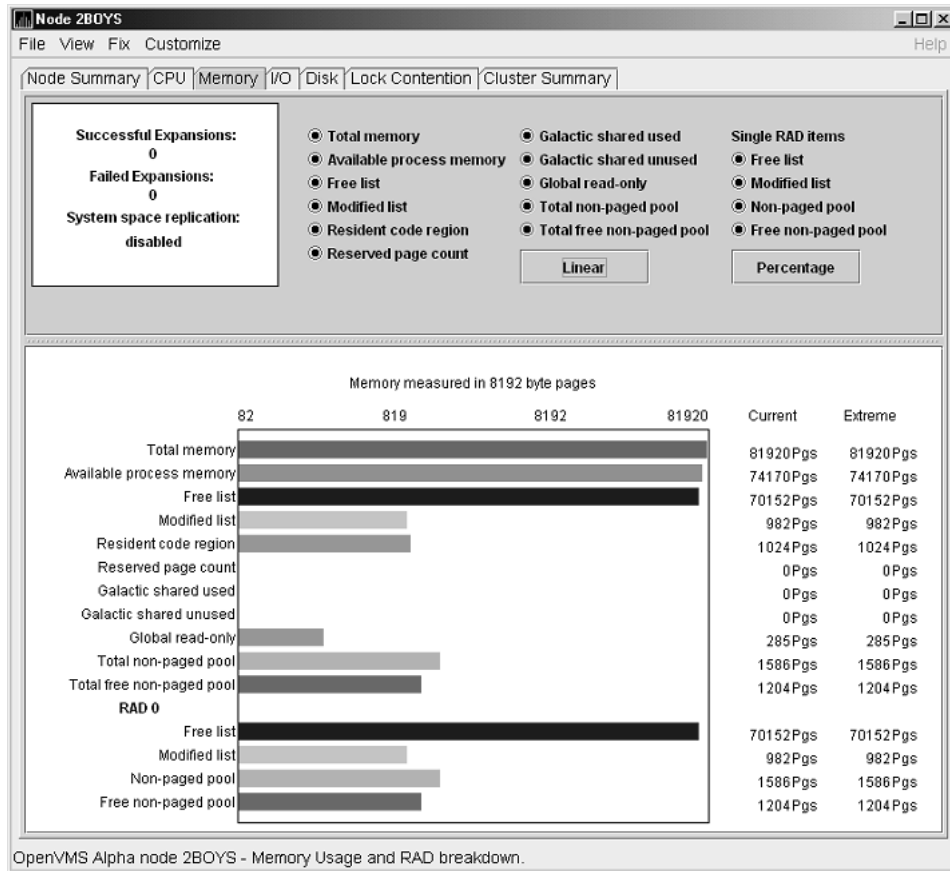 Node 2BOYS
File View Fix Customize Help
Node Summary CPU Memory I/O Disk Lock Contention Cluster Summary
Successful Expansions:
0
Failed Expansions:
0
System space replication:
disabled
Total memory
Available process memory
Free list
Modified list
Resident code region
Reserved page count
Galactic shared used
Galactic shared unused
Global read-only
Total non-paged pool
Total free non-paged pool
Linear
Single RAD items
Free list
Modified list
Non-paged pool
Free non-paged pool
Percentage
Memory measured in 8192 byte pages
82 819 8192 81920 Current Extreme
Total memory 81920Pgs 81920Pgs
Available process memory 74170Pgs 74170Pgs
Free list 70152Pgs 70152Pgs
Modified list 982Pgs 982Pgs
Resident code region 1024Pgs 1024Pgs
Reserved page count 0Pgs 0Pgs
Galactic shared used 0Pgs 0Pgs
Galactic shared unused 0Pgs 0Pgs
Global read-only 285Pgs 285Pgs
Total non-paged pool 1586Pgs 1586Pgs
Total free non-paged pool 1204Pgs 1204Pgs
RAD 0
Free list 70152Pgs 70152Pgs
Modified list 982Pgs 982Pgs
Non-paged pool 1586Pgs 1586Pgs
Free non-paged pool 1204Pgs 1204Pgs
OpenVMS Alpha node 2BOYS - Memory Usage and RAD breakdown.